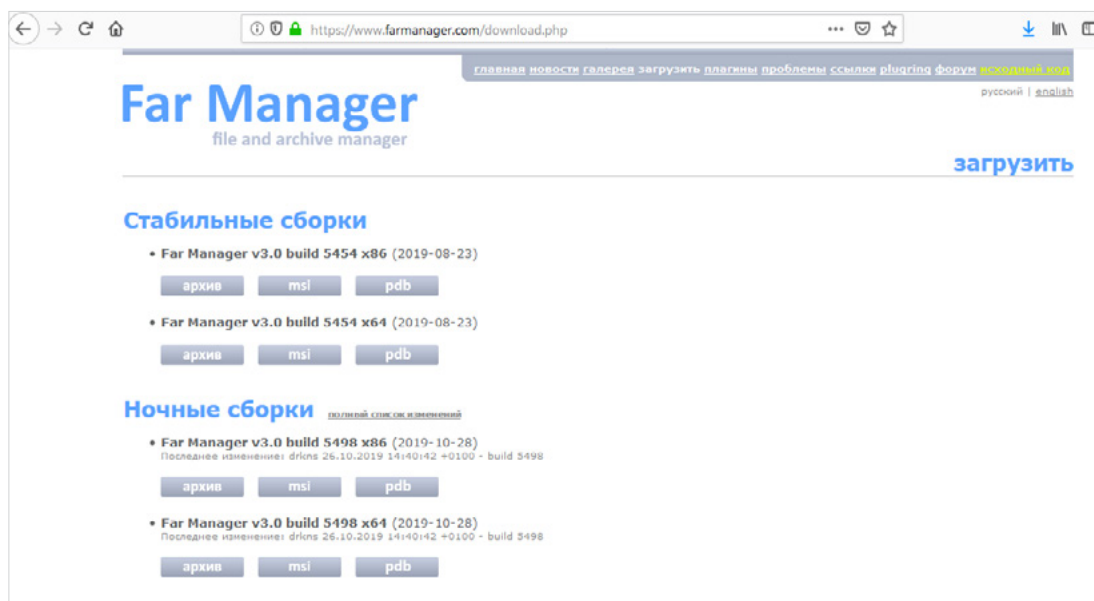 https://www.farmanager.com/download.php
главная новости галерея загрузить плагины проблемы ссылки plugring форум исходный код
русский | english
Far Manager
file and archive manager
загрузить
Стабильные сборки
• Far Manager v3.0 build 5454 x86 (2019-08-23)
архив msi pdb
• Far Manager v3.0 build 5454 x64 (2019-08-23)
архив msi pdb
Ночные сборки полный список изменений
• Far Manager v3.0 build 5498 x86 (2019-10-28)
Последнее изменение: drkns 26.10.2019 14:40:42 +0100 - build 5498
архив msi pdb
• Far Manager v3.0 build 5498 x64 (2019-10-28)
Последнее изменение: drkns 26.10.2019 14:40:42 +0100 - build 5498
архив msi pdb